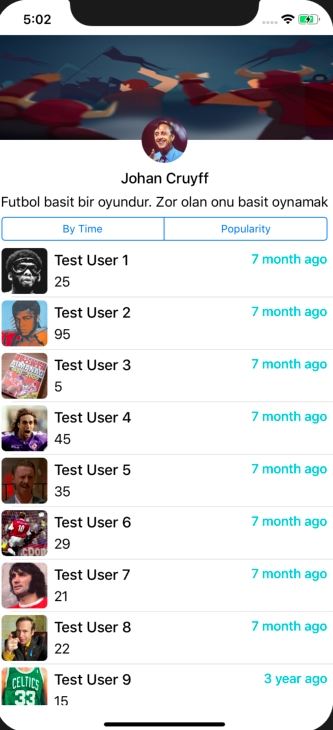 5:02
Johan Cruyff
Futbol basit bir oyundur. Zor olan onu basit oynamak
By Time
Popularity
Test User 1
7 month ago
25
Test User 2
7 month ago
95
Test User 3
7 month ago
5
Test User 4
7 month ago
45
Test User 5
7 month ago
35
Test User 6
7 month ago
29
Test User 7
7 month ago
21
Test User 8
7 month ago
22
Test User 9
3 year ago
15
CELTICS
33